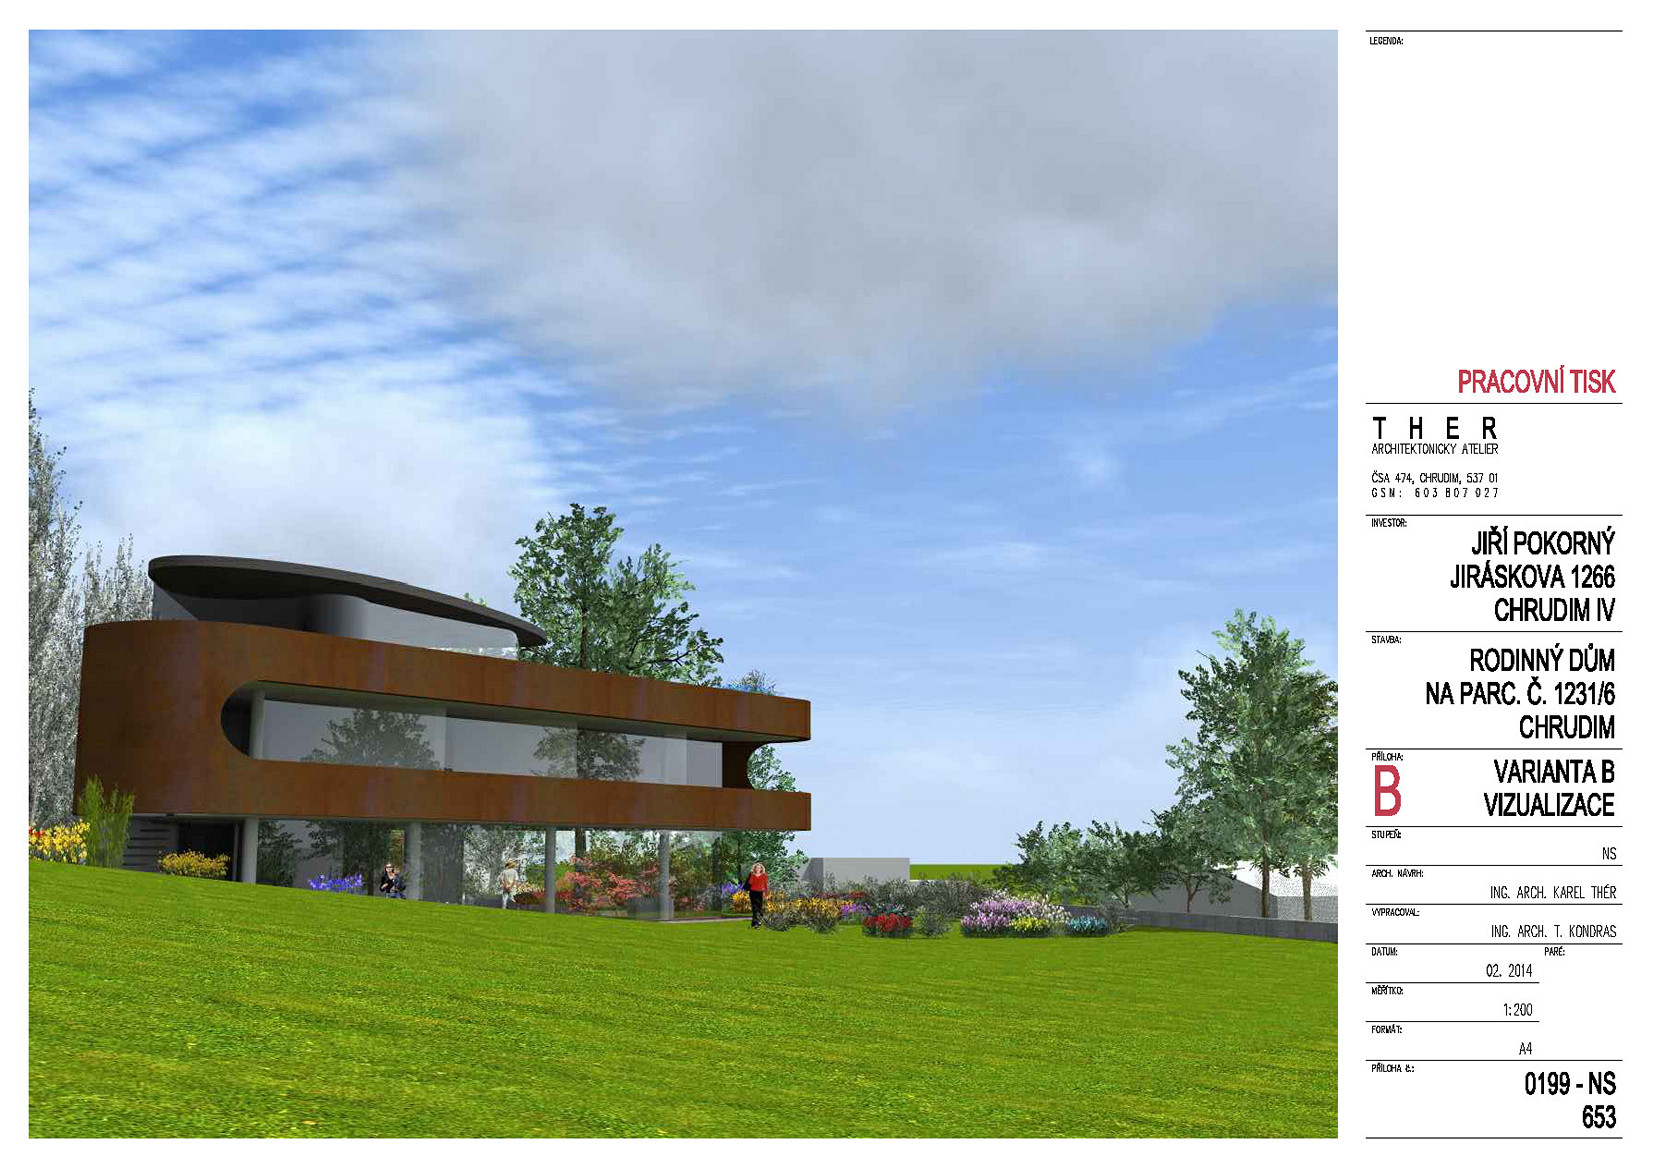 LEGENDA:
PRACOVNÍ TISK
THER
ARCHITEKTONICKÝ ATELIER
ČSA 474, CHRUDIM, 537 01
GSM: 603 807 027
INVESTOR:
JIŘÍ POKORNÝ
JIRÁSKOVA 1266
CHRUDIM IV
STAVBA:
RODINNÝ DŮM
NA PARC. Č. 1231/6
CHRUDIM
PŘÍLOHA:
B
VARIANTA B
VIZUALIZACE
STUPEŇ:
NS
ARCH. NÁVRH:
ING. ARCH. KAREL THÉR
VYPRACOVAL:
ING. ARCH. T. KONDRAS
DATUM: PARÉ:
02. 2014
MĚŘÍTKO:
1:200
FORMÁT:
A4
PŘÍLOHA č.:
0199 - NS
653